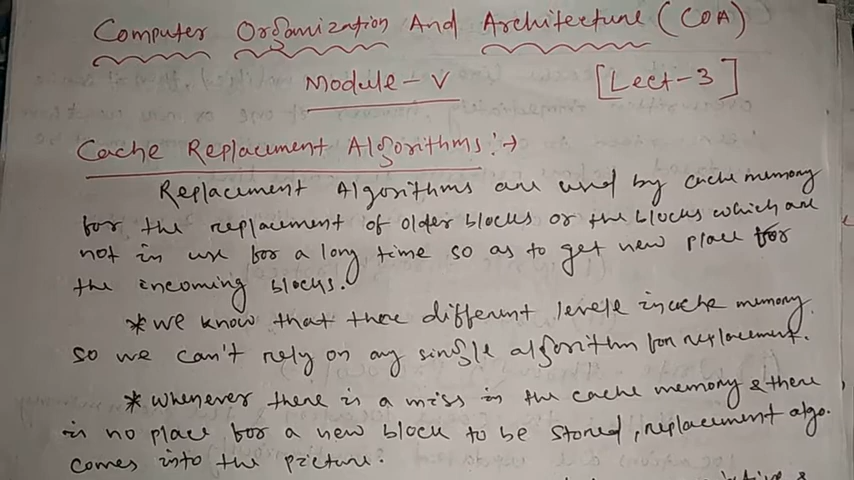 Computer Organization And Architecture (COA)
Module - V [Lect-3]
Cache Replacement Algorithms :→
Replacement Algorithms are used by cache memory
for the replacement of older blocks or the blocks which are
not in use for a long time so as to get new place for
the incoming blocks.
* we know that there different levels in cache memory.
so we can't rely on any single algorithm for replacement.
* whenever there is a miss in the cache memory & there
is no place for a new block to be stored, replacement algo.
comes into the picture.